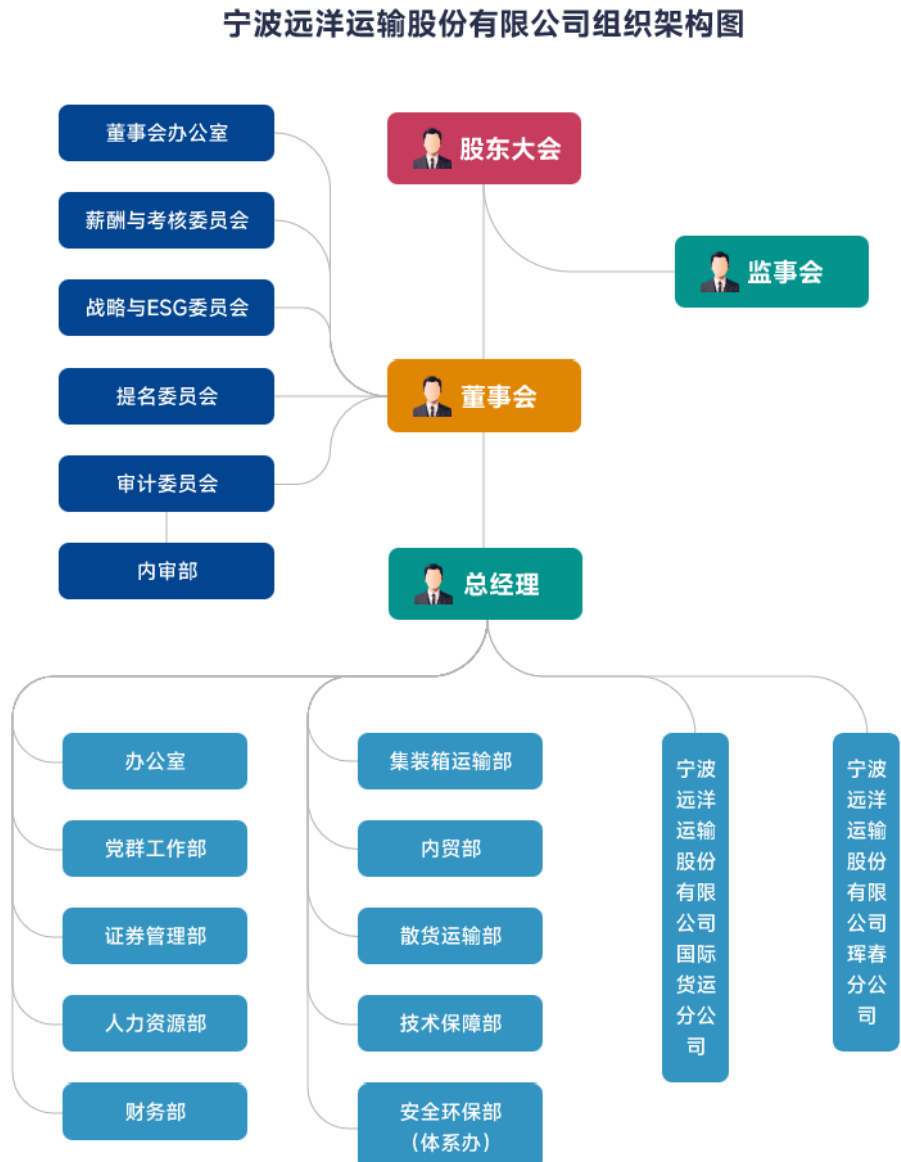 宁波远洋运输股份有限公司组织架构图
董事会办公室
股东大会
薪酬与考核委员会
监事会
战略与ESG委员会
提名委员会
董事会
审计委员会
内审部
总经理
办公室
党群工作部
证券管理部
人力资源部
财务部
集装箱运输部
内贸部
散货运输部
技术保障部
安全环保部
（体系办）
宁波
远洋
运输
股份
有限
公司
国际
货运
分公
司
宁波
远洋
运输
股份
有限
公司
珲春
分公
司